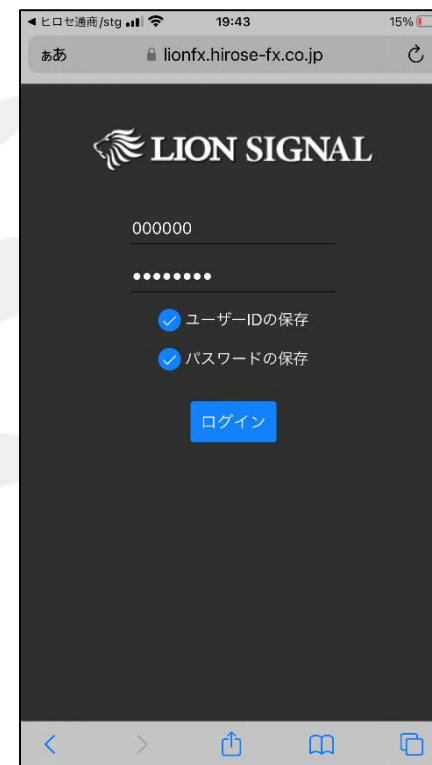 ◀ヒロセ通商/stg 19:43 15%
ぁあ lionfx.hirose-fx.co.jp
LION SIGNAL
000000
●●●●●●●●
ユーザーIDの保存
パスワードの保存
ログイン